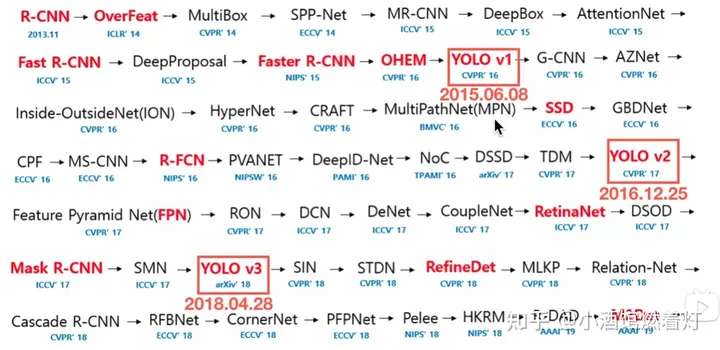 R-CNN → OverFeat → MultiBox → SPP-Net → MR-CNN → DeepBox → AttentionNet →
2013.11 ICLR' 14 CVPR' 14 ECCV' 14 ICCV' 15 ICCV' 15 ICCV' 15
Fast R-CNN → DeepProposal → Faster R-CNN → OHEM → YOLO v1 → G-CNN → AZNet →
ICCV' 15 ICCV' 15 NIPS' 15 CVPR' 16 CVPR' 16 CVPR' 16 CVPR' 16
2015.06.08
Inside-OutsideNet(ION) → HyperNet → CRAFT → MultiPathNet(MPN) → SSD → GBDNet →
CVPR' 16 CVPR' 16 CVPR' 16 BMVC' 16 ECCV' 16 ECCV' 16
CPF → MS-CNN → R-FCN → PVANET → DeepID-Net → NoC → DSSD → TDM → YOLO v2 →
ECCV' 16 ECCV' 16 NIPS' 16 NIPSW' 16 PAMI' 16 TPAMI' 16 arXiv' 17 CVPR' 17 CVPR' 17
2016.12.25
Feature Pyramid Net(FPN) → RON → DCN → DeNet → CoupleNet → RetinaNet → DSOD →
CVPR' 17 CVPR' 17 ICCV' 17 ICCV' 17 ICCV' 17 ICCV' 17 ICCV' 17
Mask R-CNN → SMN → YOLO v3 → SIN → STDN → RefineDet → MLKP → Relation-Net →
ICCV' 17 ICCV' 17 arXiv' 18 CVPR' 18 CVPR' 18 CVPR' 18 CVPR' 18 CVPR' 18
2018.04.28
Cascade R-CNN → RFBNet → CornerNet → PFPNet → Pelee → HKRM → R-DAD → M2Det →
CVPR' 18 ECCV' 18 ECCV' 18 ECCV' 18 NIPS' 18 NIPS' 18 AAAI' 19 AAAI' 19
知乎 @小酒馆燃着灯